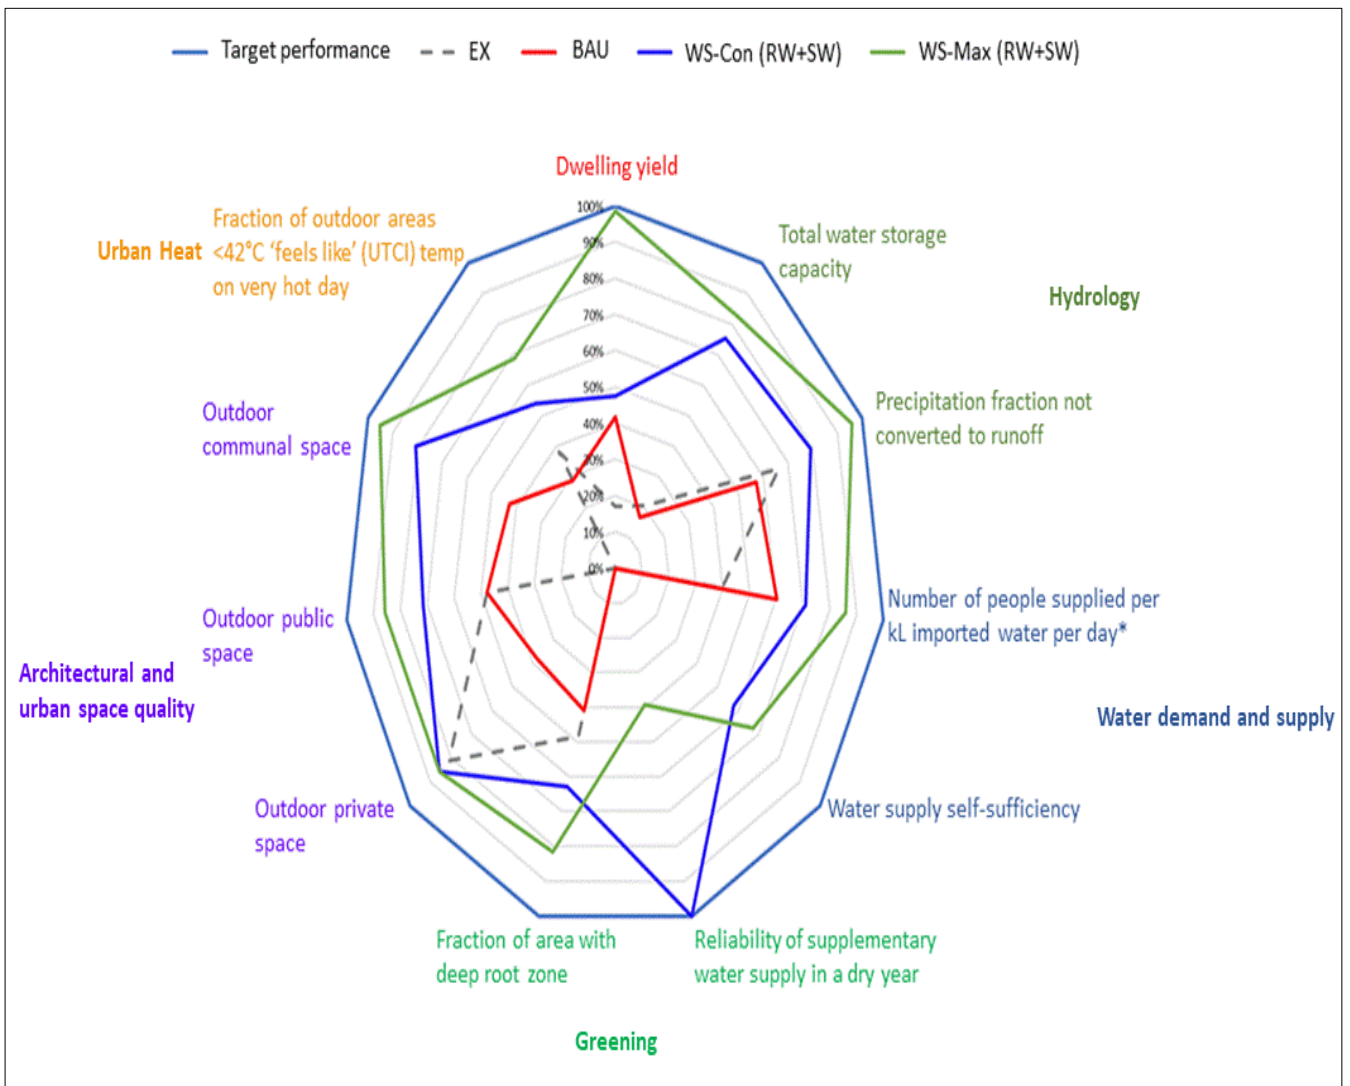 Target performance EX BAU WS-Con (RW+SW) WS-Max (RW+SW)
Dwelling yield
100%
90%
80%
70%
60%
50%
40%
30%
20%
10%
0%
Total water storage
capacity
Hydrology
Precipitation fraction not
converted to runoff
Number of people supplied per
kL imported water per day*
Water demand and supply
Water supply self-sufficiency
Reliability of supplementary
water supply in a dry year
Greening
Fraction of area with
deep root zone
Outdoor private
space
Architectural and
urban space quality
Outdoor public
space
Outdoor
communal space
Urban Heat
Fraction of outdoor areas
<42°C ‘feels like’ (UTCI) temp
on very hot day